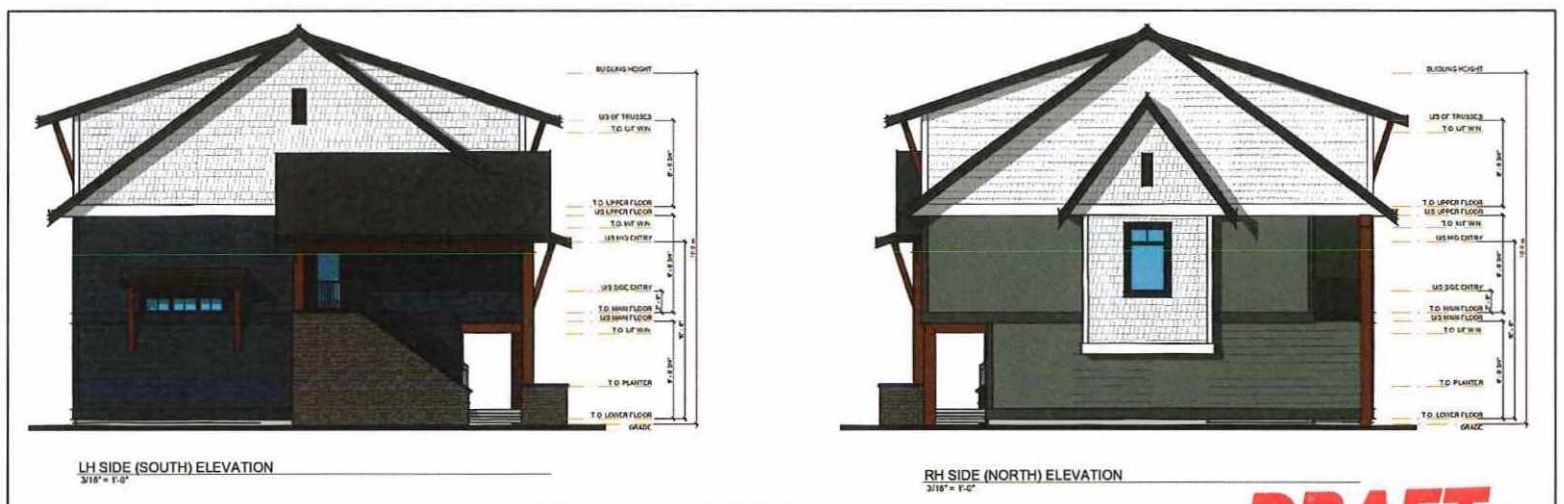 BUILDING HEIGHT
U/S OF TRUSSES
T.O. U/F WIN
T.O. UPPER FLOOR
U/S UPPER FLOOR
T.O. M/F WIN
U/S MID ENTRY
U/S SIDE ENTRY
T.O. MAIN FLOOR
U/S MAIN FLOOR
T.O. L/F WIN
T.O. PLANTER
T.O. LOWER FLOOR
GRADE
LH SIDE (SOUTH) ELEVATION
3/16" = 1'-0"
BUILDING HEIGHT
U/S OF TRUSSES
T.O. U/F WIN
T.O. UPPER FLOOR
U/S UPPER FLOOR
T.O. M/F WIN
U/S MID ENTRY
U/S SIDE ENTRY
T.O. MAIN FLOOR
U/S MAIN FLOOR
T.O. L/F WIN
T.O. PLANTER
T.O. LOWER FLOOR
GRADE
RH SIDE (NORTH) ELEVATION
3/16" = 1'-0"
DRAFT